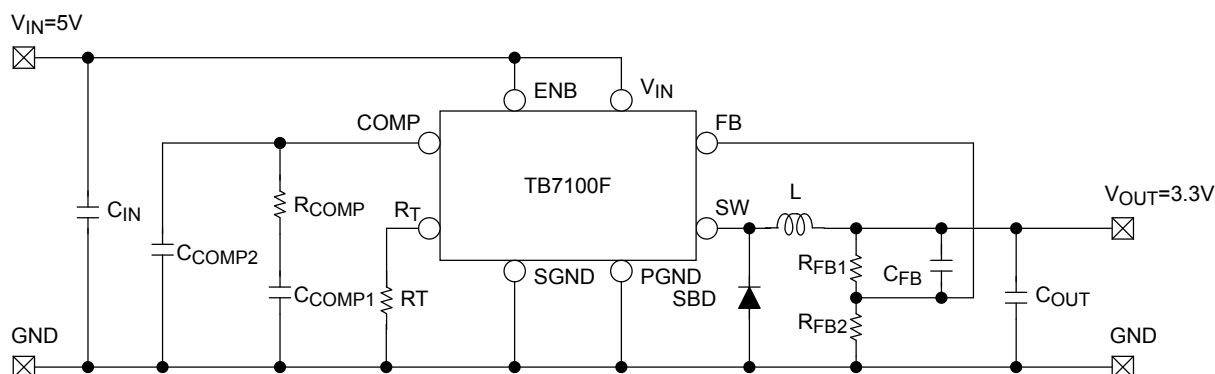 VIN=5V
ENB
VIN
COMP
FB
TB7100F
CIN
RCOMP
RT
SW
L
VOUT=3.3V
CCOMP2
SGND
PGND
RFB1
CFB
CCOMP1
RT
SBD
COUT
RFB2
GND
GND